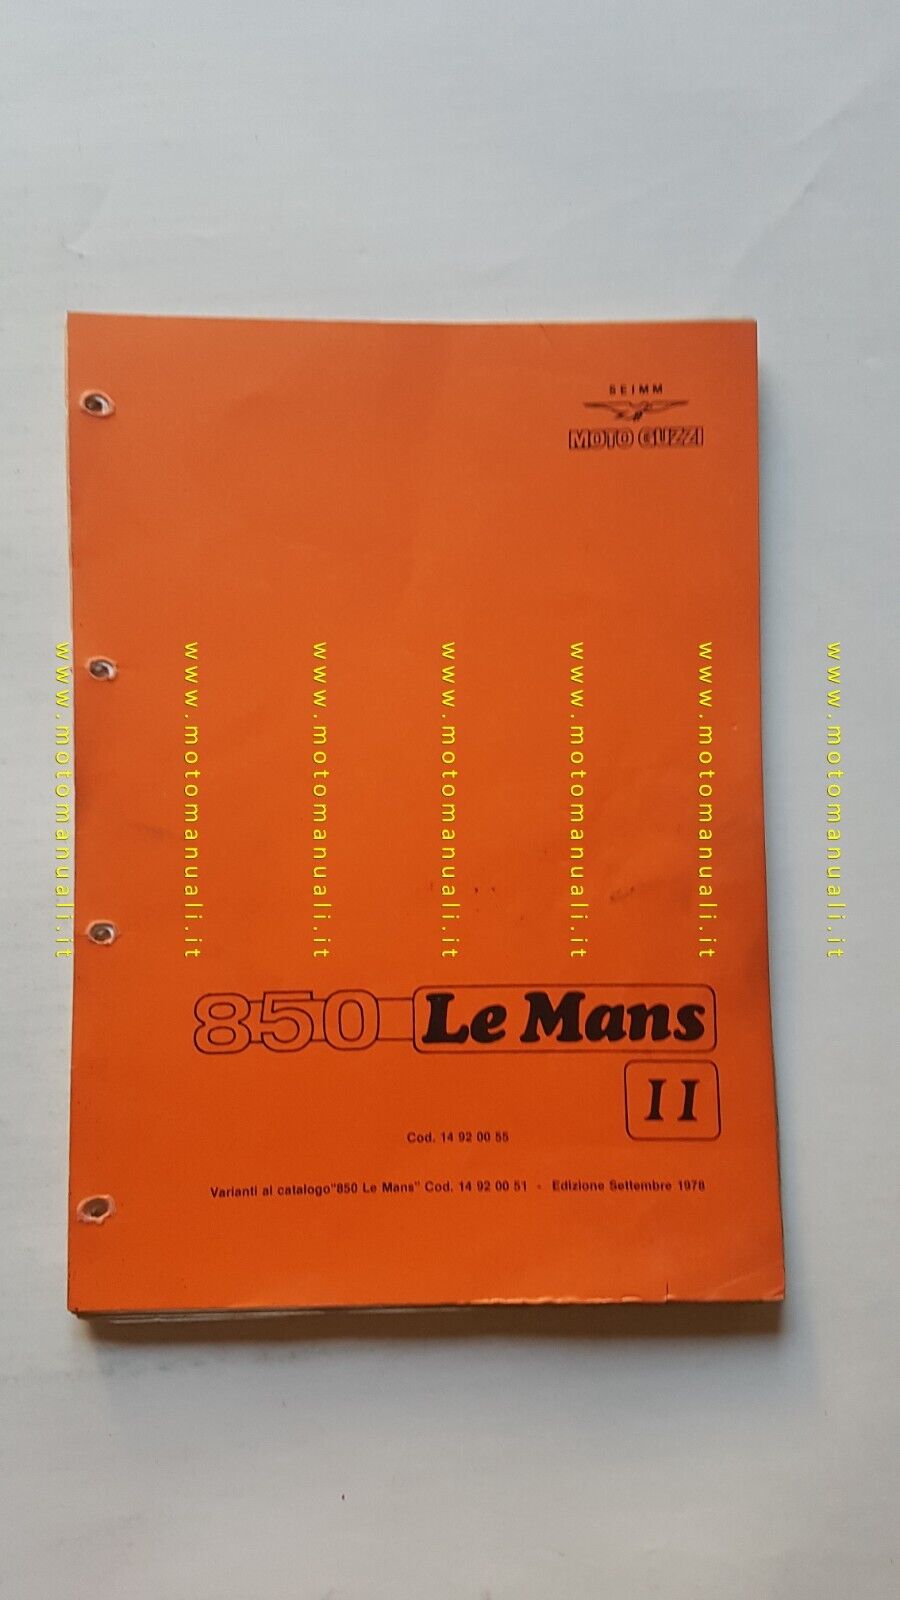 SEIMM
MOTO GUZZI
www.motomanuali.it
www.motomanuali.it
www.motomanuali.it
www.motomanuali.it
www.motomanuali.it
www.motomanuali.it
www.motomanuali.it
850 Le Mans
II
Cod. 14 92 00 55
Varianti al catalogo"850 Le Mans" Cod. 14 92 00 51 - Edizione Settembre 1978